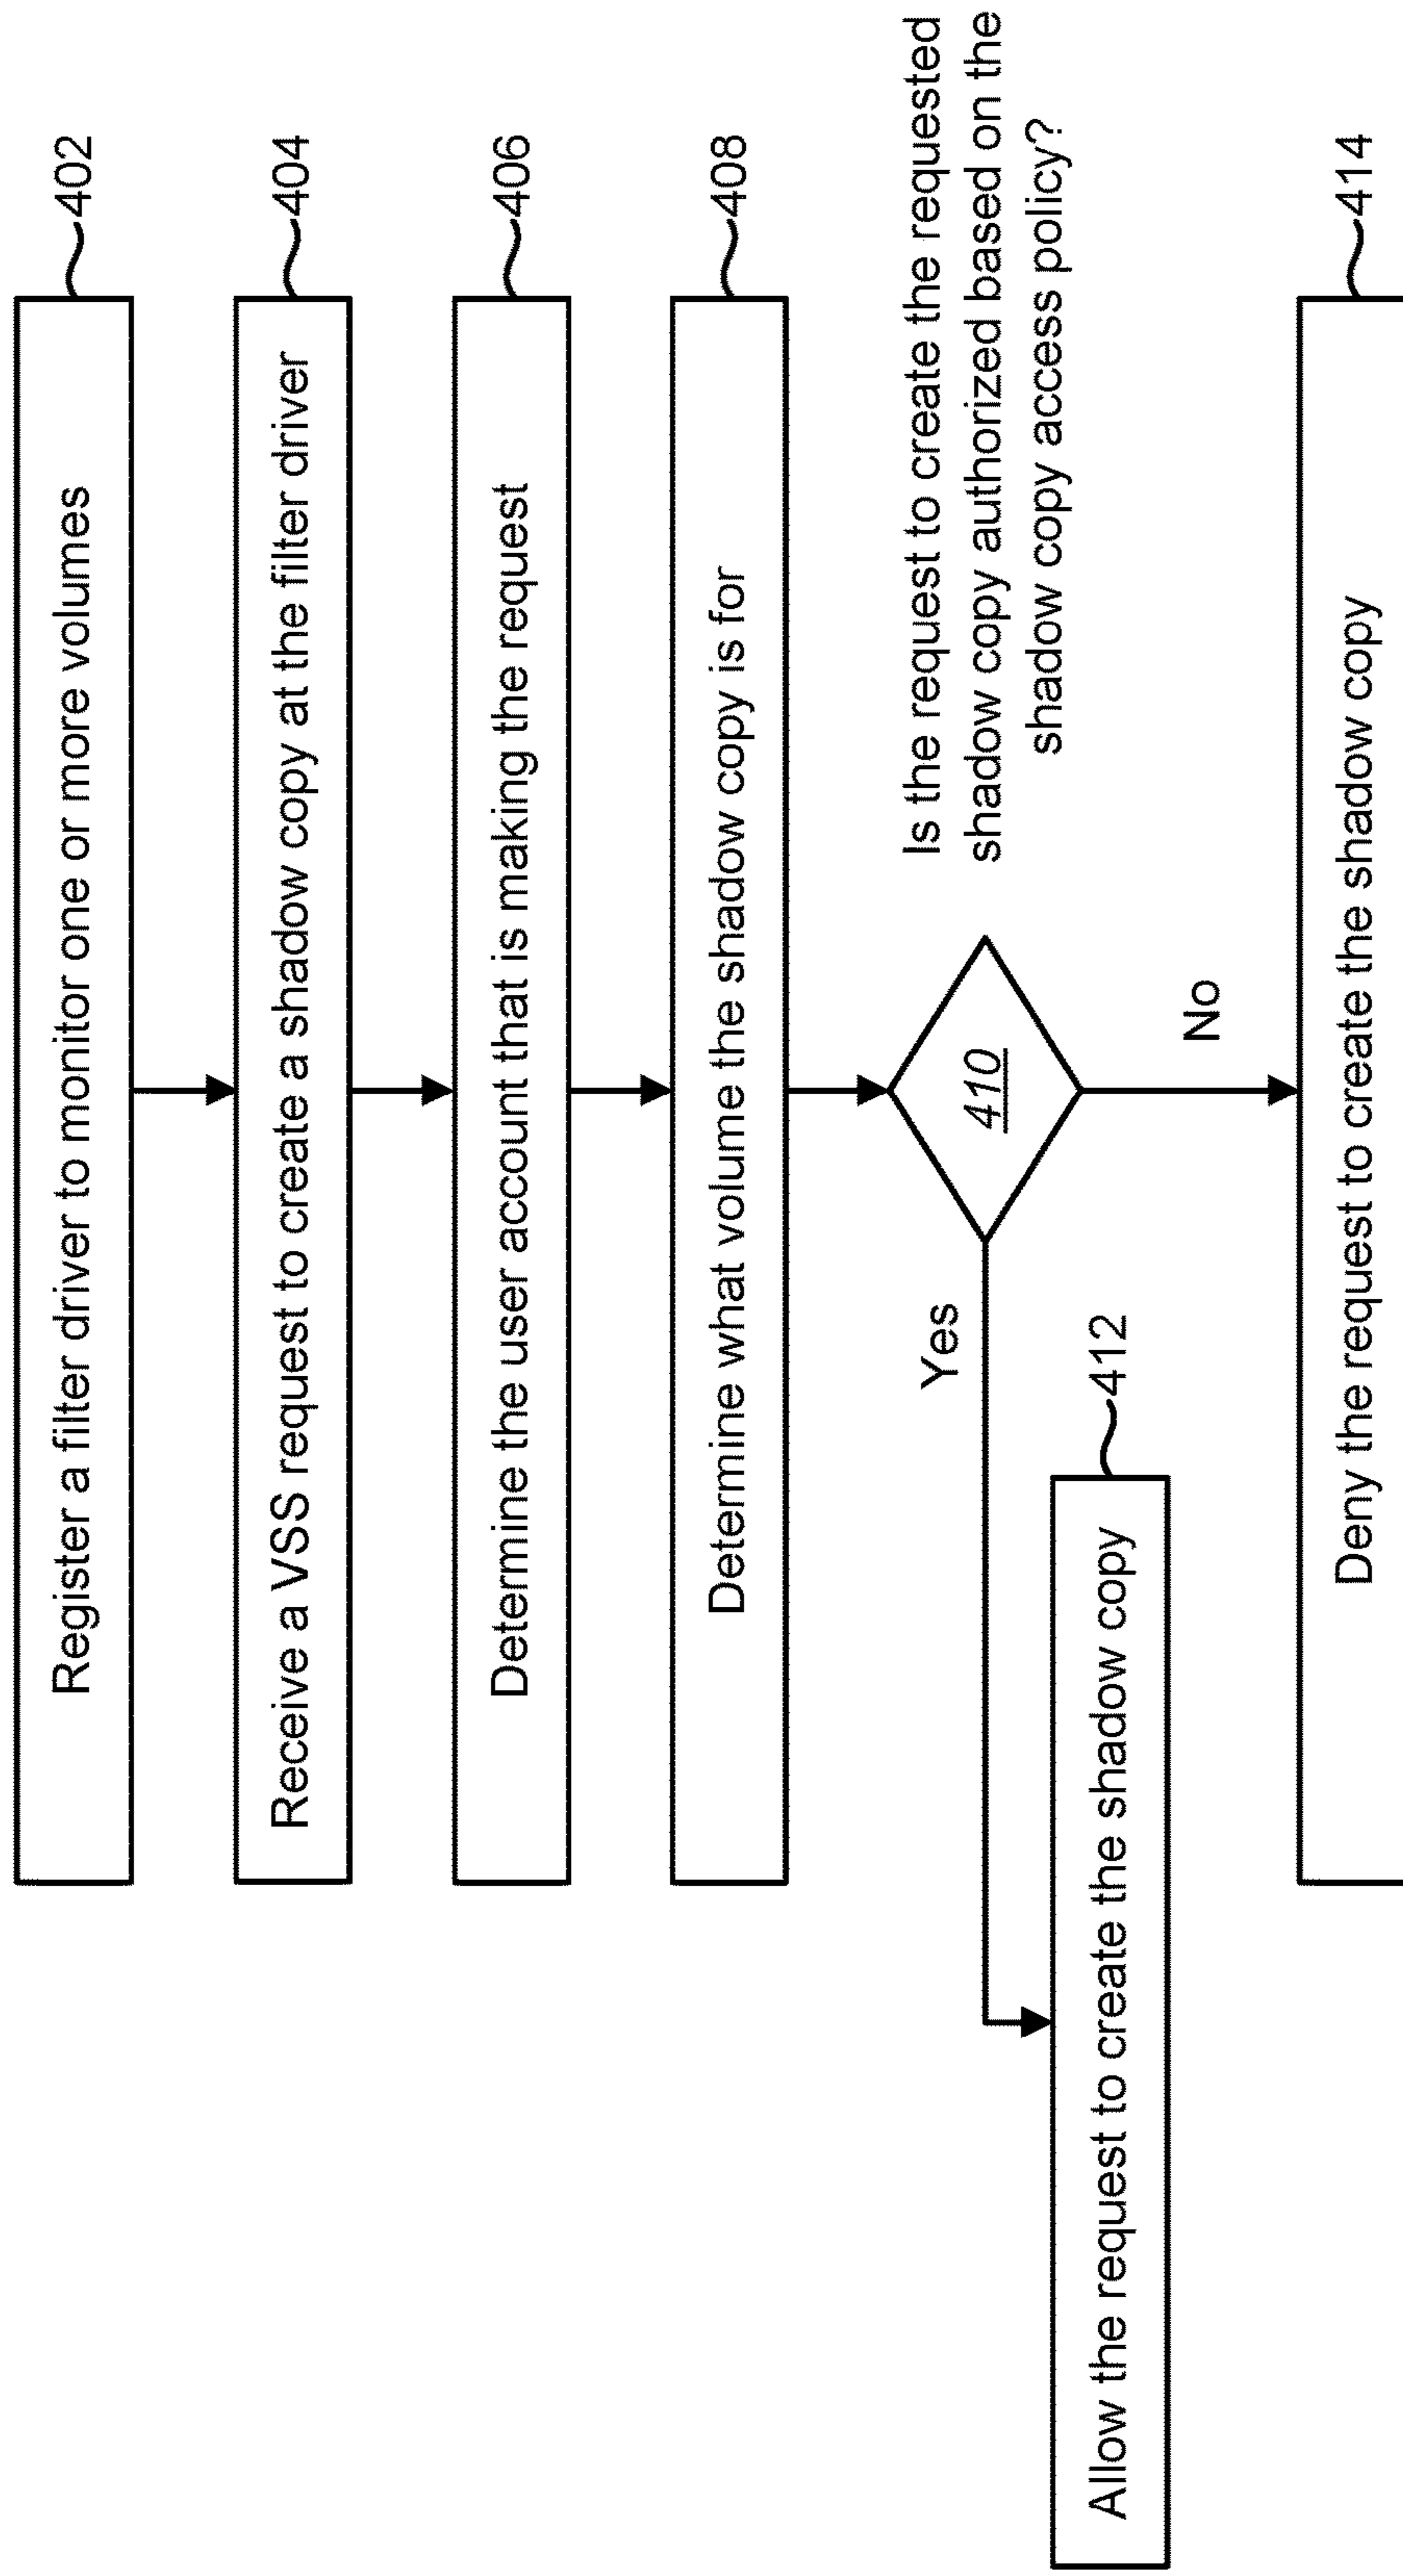 Register a filter driver to monitor one or more volumes
402
Receive a VSS request to create a shadow copy at the filter driver
404
Determine the user account that is making the request
406
Determine what volume the shadow copy is for
408
Is the request to create the requested
shadow copy authorized based on the
shadow copy access policy?
410
Yes
No
412
Allow the request to create the shadow copy
414
Deny the request to create the shadow copy